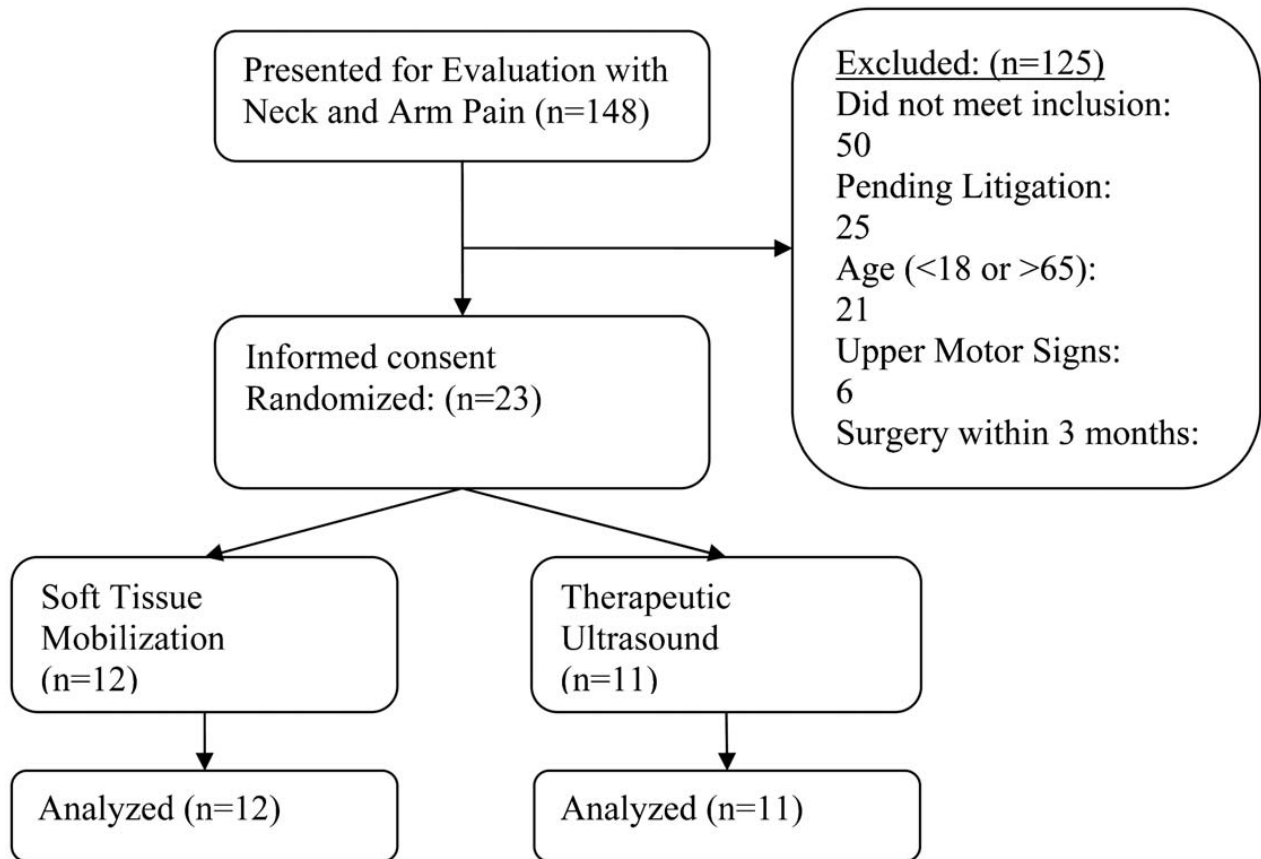 Presented for Evaluation with
Neck and Arm Pain (n=148)
Excluded: (n=125)
Did not meet inclusion:
50
Pending Litigation:
25
Age (<18 or >65):
21
Upper Motor Signs:
6
Surgery within 3 months:
Informed consent
Randomized: (n=23)
Soft Tissue
Mobilization
(n=12)
Therapeutic
Ultrasound
(n=11)
Analyzed (n=12)
Analyzed (n=11)